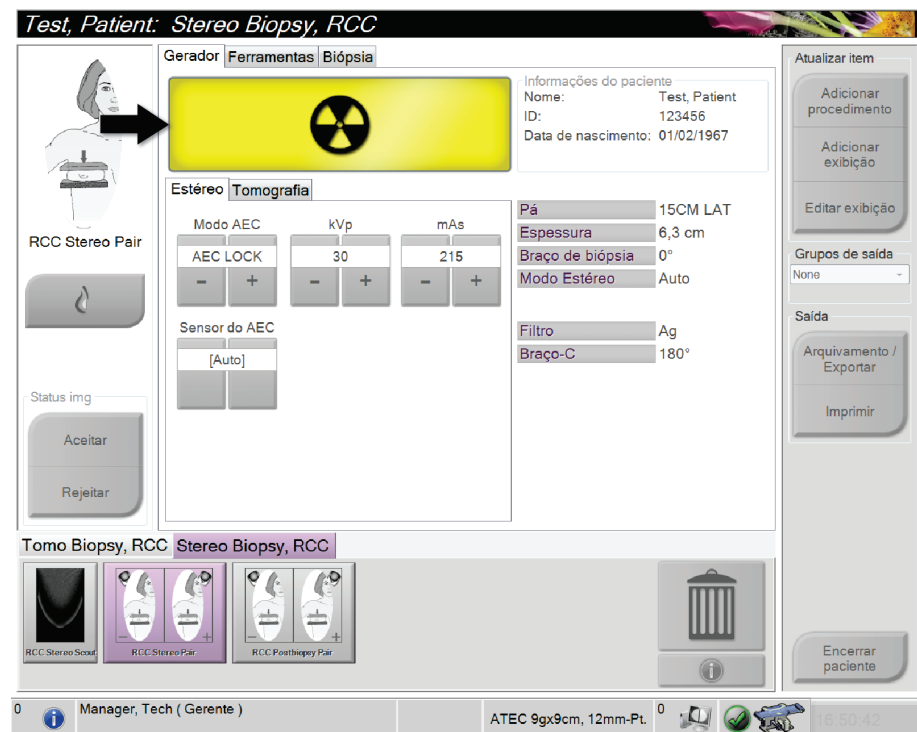 Test, Patient: Stereo Biopsy, RCC
Gerador Ferramentas Biópsia
Informações do paciente
Nome: Test, Patient
ID: 123456
Data de nascimento: 01/02/1967
RCC Stereo Pair
Status img
Aceitar
Rejeitar
Estéreo Tomografia
Modo AEC kVp mAs
AEC LOCK 30 215
- + - + - +
Sensor do AEC
[Auto]
Pá 15CM LAT
Espessura 6,3 cm
Braço de biópsia 0°
Modo Estéreo Auto
Filtro Ag
Braço-C 180°
Atualizar item
Adicionar
procedimento
Adicionar
exibição
Editar exibição
Grupos de saída
None
Saída
Arquivamento /
Exportar
Imprimir
Tomo Biopsy, RCC Stereo Biopsy, RCC
RCC Stereo Scout
- +
RCC Stereo Pair
- +
RCC Postbiopsy Pair
Encerrar
paciente
0 Manager, Tech ( Gerente ) ATEC 9gx9cm, 12mm-Pt. 0 16:50:42